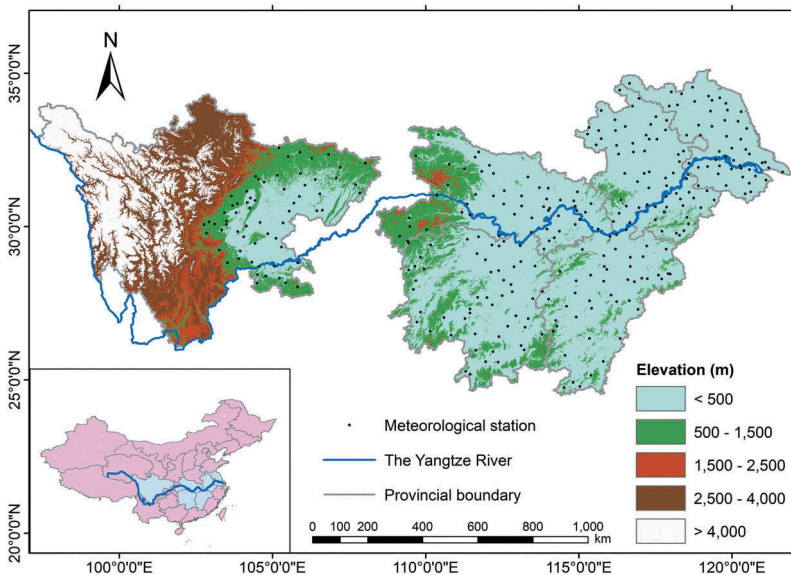 N
35°0'0"N
30°0'0"N
25°0'0"N
20°0'0"N
Elevation (m)
< 500
500 - 1,500
1,500 - 2,500
2,500 - 4,000
> 4,000
Meteorological station
The Yangtze River
Provincial boundary
0 100 200 400 600 800 1,000
km
100°0'0"E 105°0'0"E 110°0'0"E 115°0'0"E 120°0'0"E